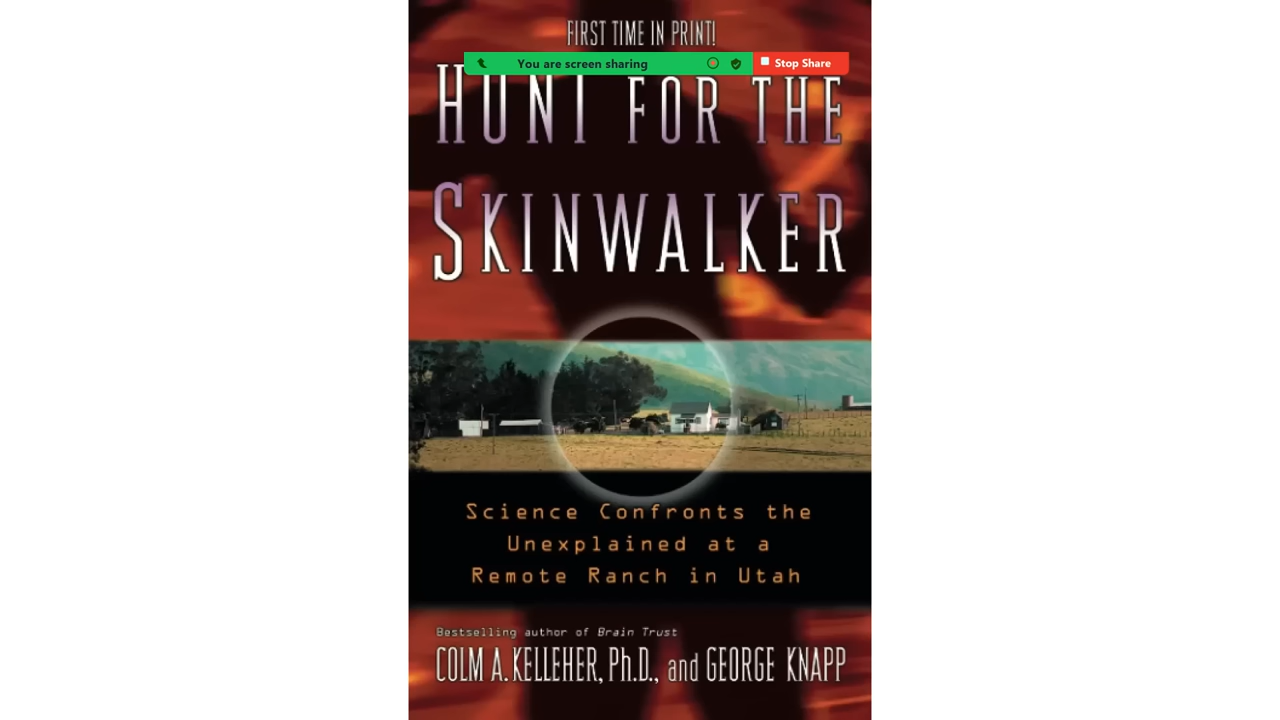 FIRST TIME IN PRINT!
You are screen sharing
Stop Share
HUNT FOR THE
SKINWALKER
Science Confronts the
Unexplained at a
Remote Ranch in Utah
Bestselling author of Brain Trust
COLM A. KELLEHER, Ph.D., and GEORGE KNAPP